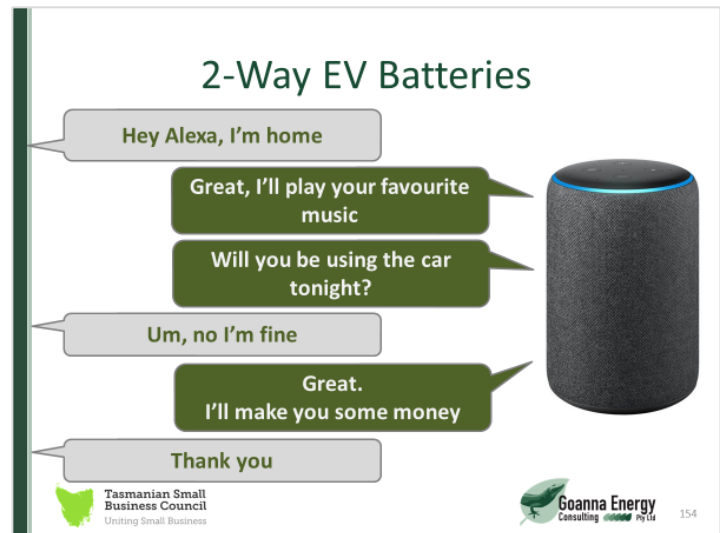 2-Way EV Batteries
Hey Alexa, I'm home
Great, I'll play your favourite
music
Will you be using the car
tonight?
Um, no I'm fine
Great.
I'll make you some money
Thank you
Tasmanian Small
Business Council
Uniting Small Business
Goanna Energy
Consulting Pty Ltd
154